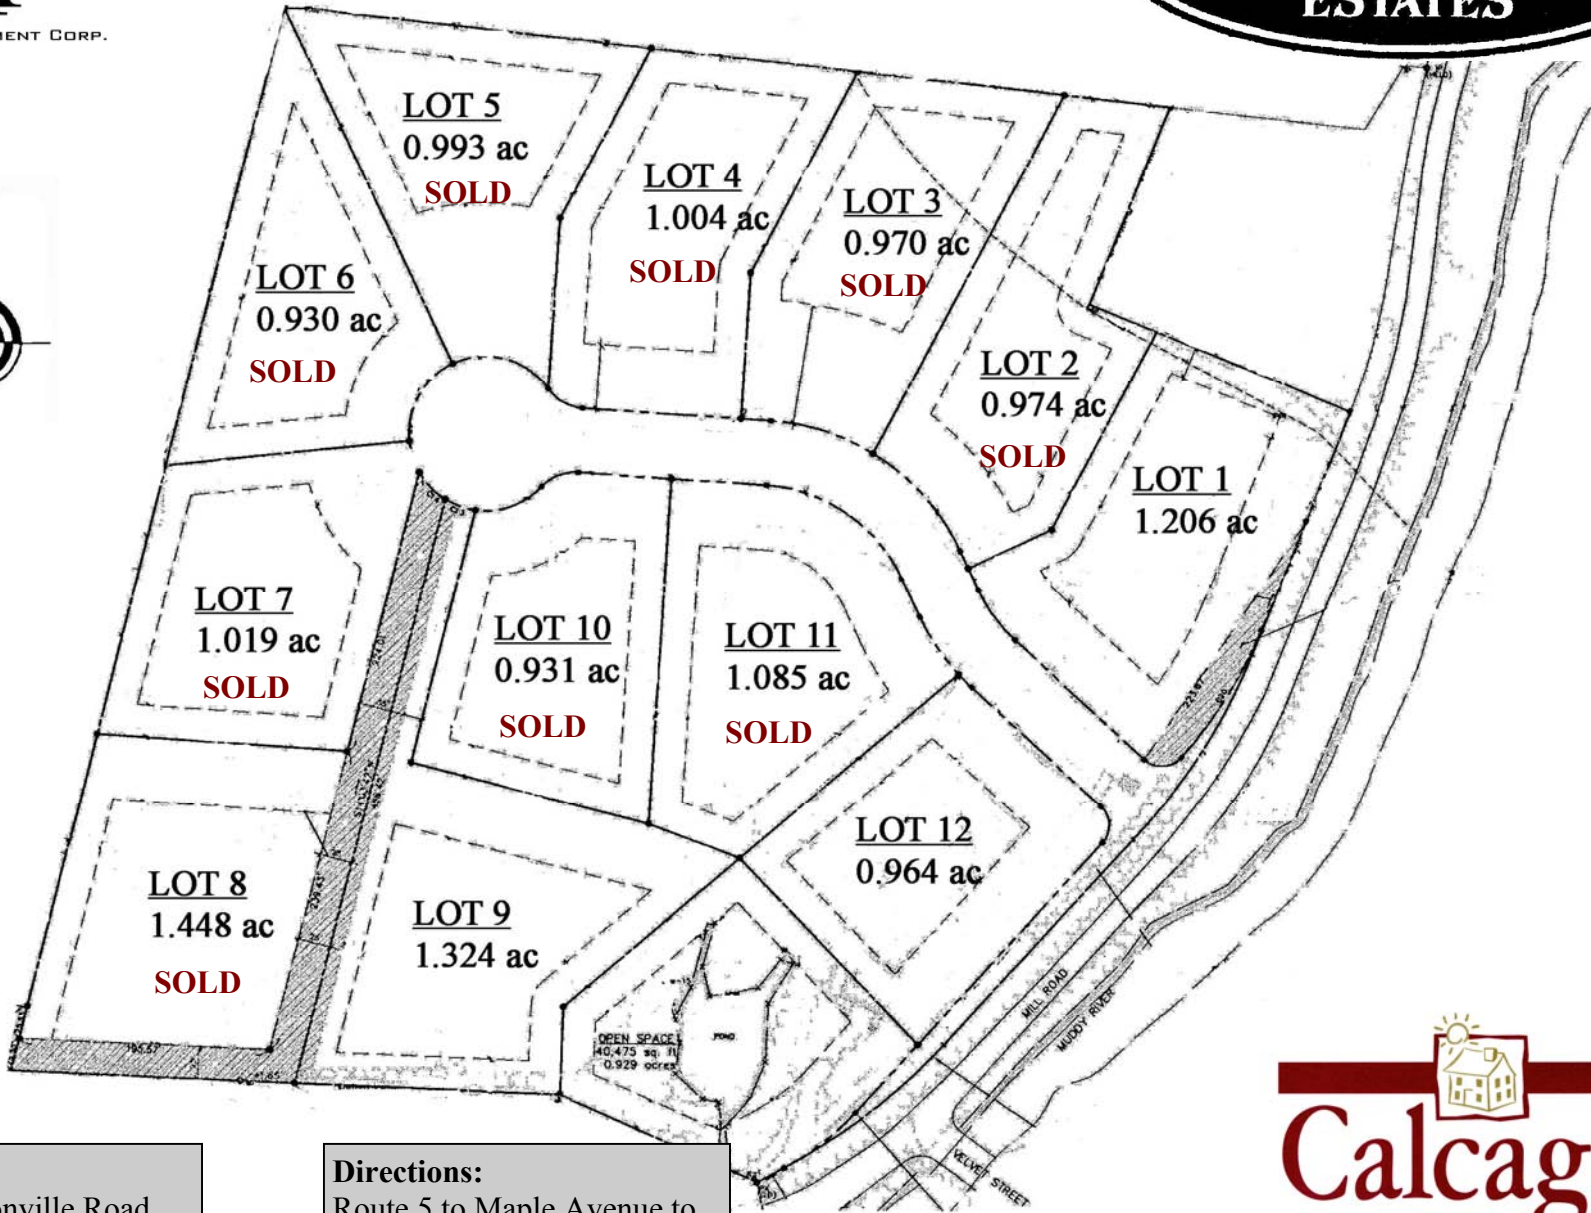 MENT CORP.
ESTATES
LOT 5
0.993 ac
SOLD
LOT 4
1.004 ac
SOLD
LOT 3
0.970 ac
SOLD
LOT 6
0.930 ac
SOLD
LOT 2
0.974 ac
SOLD
LOT 1
1.206 ac
LOT 7
1.019 ac
SOLD
LOT 10
0.931 ac
SOLD
LOT 11
1.085 ac
SOLD
LOT 12
0.964 ac
LOT 8
1.448 ac
SOLD
LOT 9
1.324 ac
OPEN SPACE
40,475 sq. ft
0.929 acres
POND
MILL ROAD
MUDDY RIVER
VELVET STREET
195.67
Calcag
nville Road
Directions:
Route 5 to Maple Avenue to